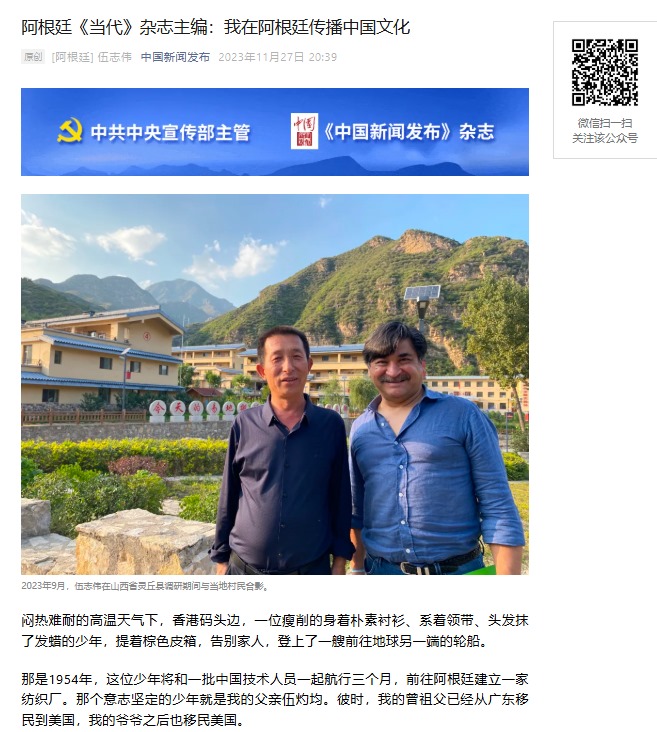 阿根廷《当代》杂志主编：我在阿根廷传播中国文化
原创 [阿根廷] 伍志伟 中国新闻发布 2023年11月27日 20:39
微信扫一扫
关注该公众号
中共中央宣传部主管 中国 《中国新闻发布》杂志
今天的易地
2023年9月，伍志伟在山西省灵丘县调研期间与当地村民合影。
闷热难耐的高温天气下，香港码头边，一位瘦削的身着朴素衬衫、系着领带、头发抹
了发蜡的少年，提着棕色皮箱，告别家人，登上了一艘前往地球另一端的轮船。
那是1954年，这位少年将和一批中国技术人员一起航行三个月，前往阿根廷建立一家
纺织厂。那个意志坚定的少年就是我的父亲伍灼均。彼时，我的曾祖父已经从广东移
民到美国，我的爷爷之后也移民美国。